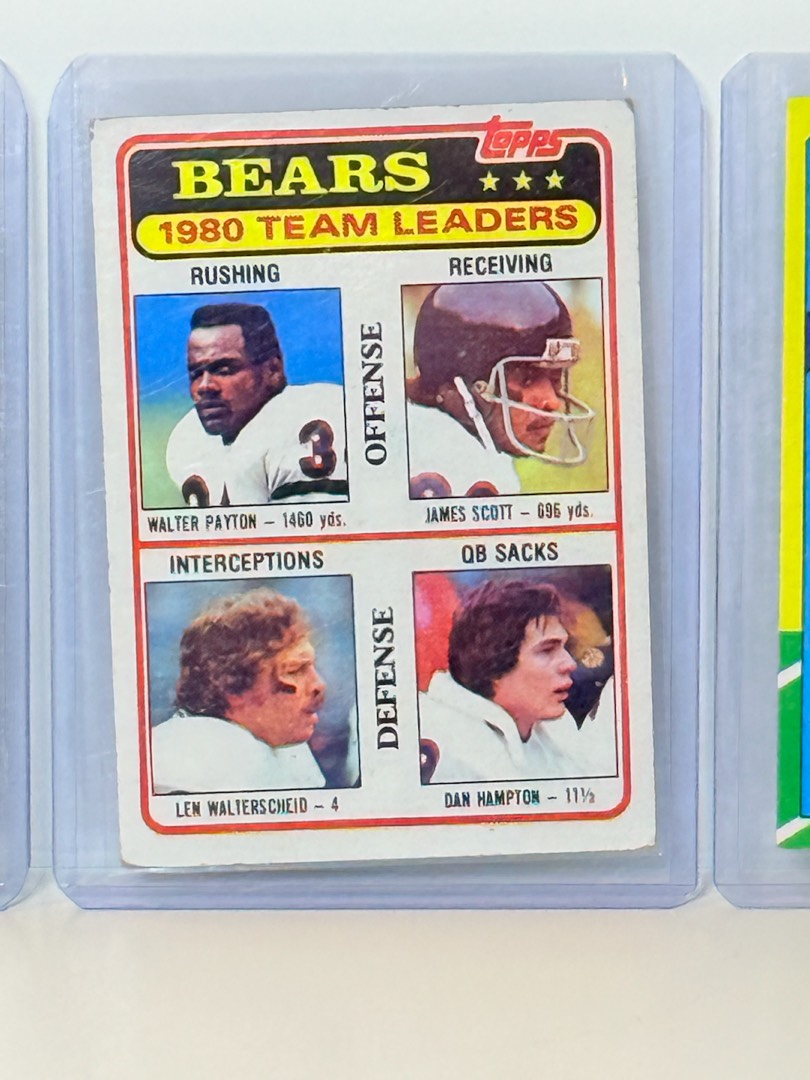 topps
BEARS
1980 TEAM LEADERS
RUSHING
RECEIVING
OFFENSE
3
WALTER PAYTON – 1460 yds.
JAMES SCOTT – 696 yds.
INTERCEPTIONS
QB SACKS
DEFENSE
LEN WALTERSCHEID – 4
DAN HAMPTON – 11½